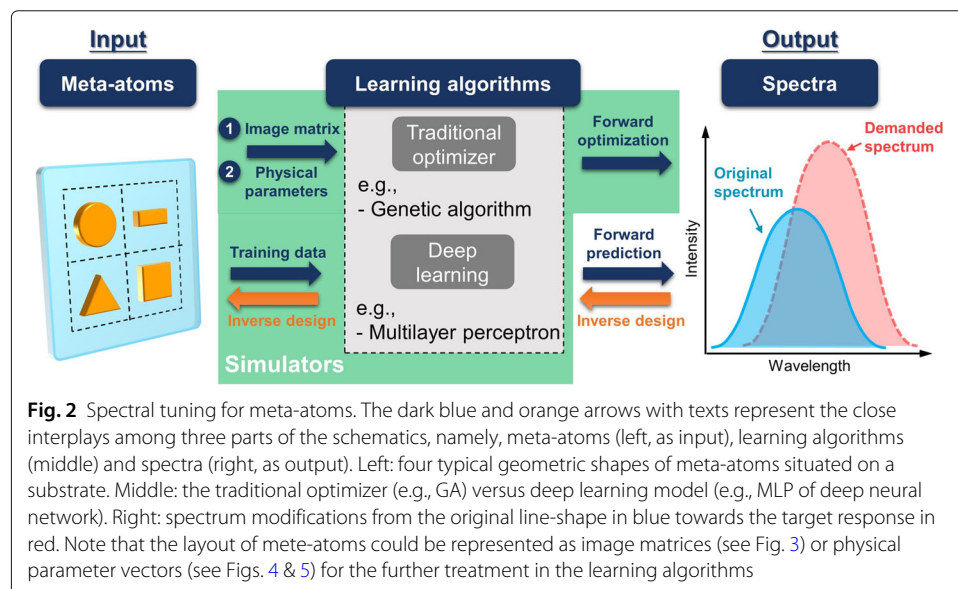 Input
Output
Meta-atoms
Learning algorithms
Spectra
1 Image matrix
2 Physical
parameters
Traditional
optimizer
e.g.,
- Genetic algorithm
Forward
optimization
Training data
Inverse design
Deep
learning
e.g.,
- Multilayer perceptron
Forward
prediction
Inverse design
Simulators
Demanded
spectrum
Original
spectrum
Intensity
Wavelength
Fig. 2 Spectral tuning for meta-atoms. The dark blue and orange arrows with texts represent the close
interplays among three parts of the schematics, namely, meta-atoms (left, as input), learning algorithms
(middle) and spectra (right, as output). Left: four typical geometric shapes of meta-atoms situated on a
substrate. Middle: the traditional optimizer (e.g., GA) versus deep learning model (e.g., MLP of deep neural
network). Right: spectrum modifications from the original line-shape in blue towards the target response in
red. Note that the layout of mete-atoms could be represented as image matrices (see Fig. 3) or physical
parameter vectors (see Figs. 4 & 5) for the further treatment in the learning algorithms